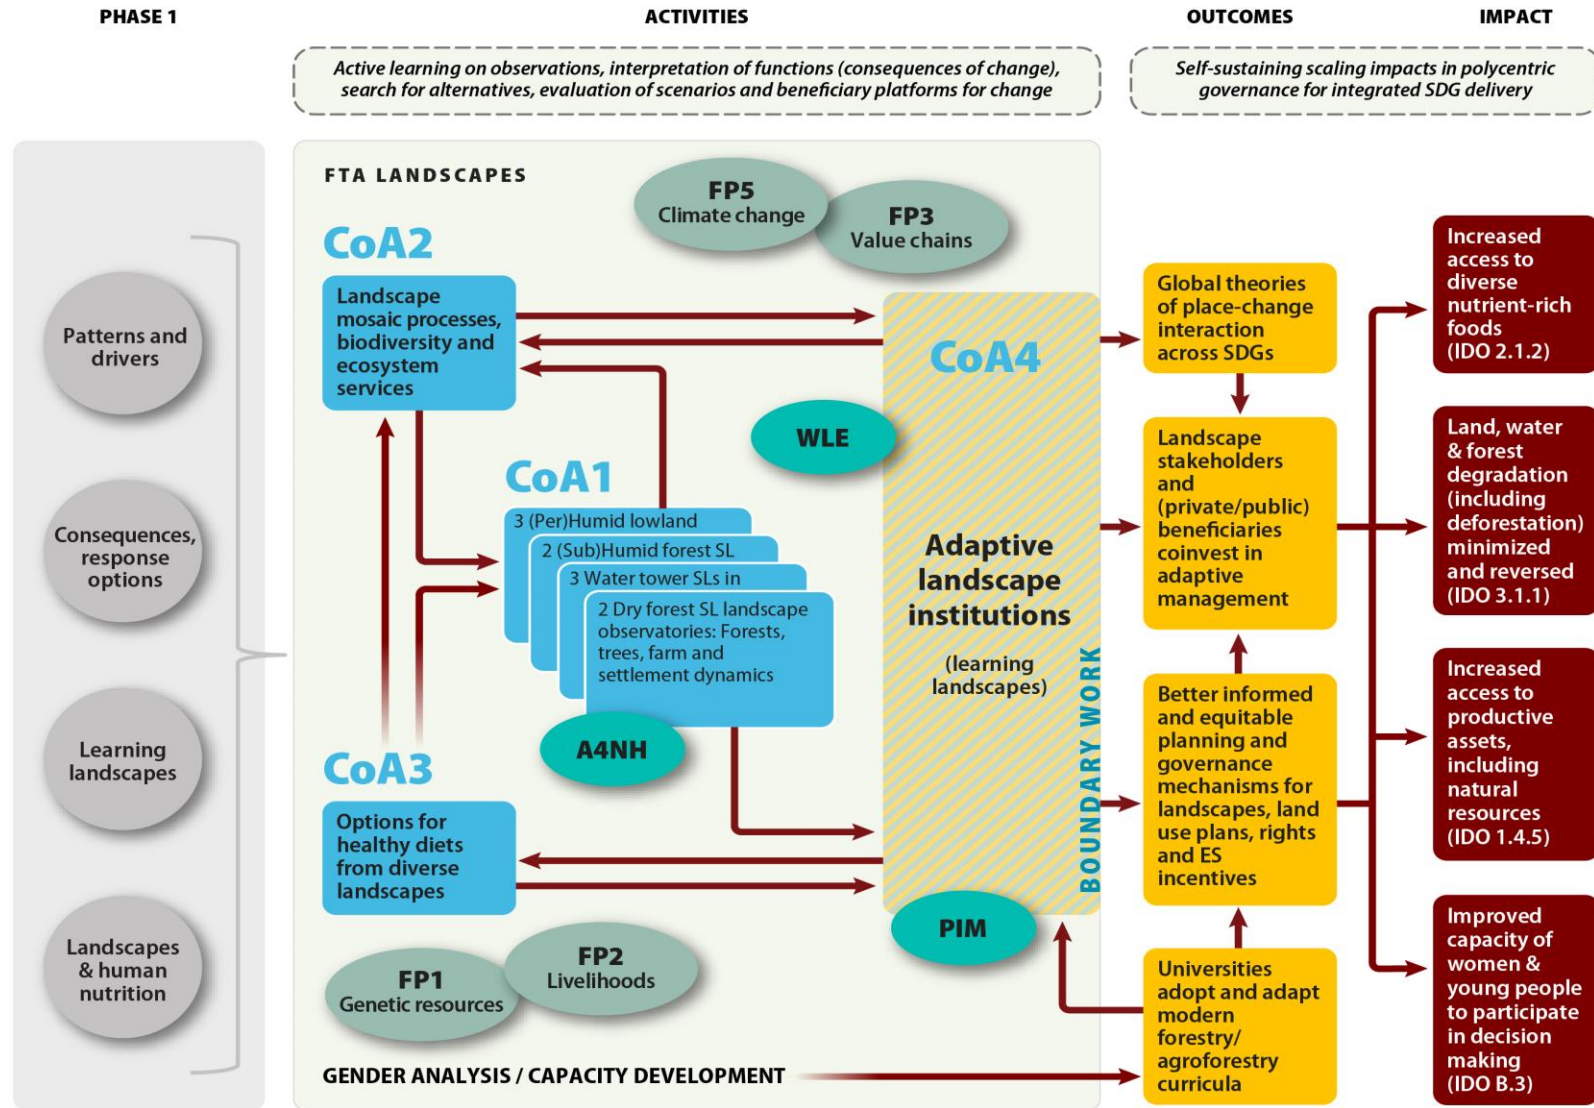 PHASE 1
ACTIVITIES
OUTCOMES
IMPACT
Active learning on observations, interpretation of functions (consequences of change),
search for alternatives, evaluation of scenarios and beneficiary platforms for change
Self-sustaining scaling impacts in polycentric
governance for integrated SDG delivery
Patterns and
drivers
Consequences,
response
options
Learning
landscapes
Landscapes
& human
nutrition
FTA LANDSCAPES
FP5
Climate change
FP3
Value chains
CoA2
Landscape
mosaic processes,
biodiversity and
ecosystem
services
CoA1
3 (Per)Humid lowland
2 (Sub)Humid forest SL
3 Water tower SLs in
2 Dry forest SL landscape
observatories: Forests,
trees, farm and
settlement dynamics
WLE
A4NH
CoA3
Options for
healthy diets
from diverse
landscapes
FP1
Genetic resources
FP2
Livelihoods
GENDER ANALYSIS / CAPACITY DEVELOPMENT
CoA4
Adaptive
landscape
institutions
(learning
landscapes)
BOUNDARY WORK
PIM
Global theories
of place-change
interaction
across SDGs
Landscape
stakeholders
and
(private/public)
beneficiaries
coinvest in
adaptive
management
Better informed
and equitable
planning and
governance
mechanisms for
landscapes, land
use plans, rights
and ES
incentives
Universities
adopt and adapt
modern
forestry/
agroforestry
curricula
Increased
access to
diverse
nutrient-rich
foods
(IDO 2.1.2)
Land, water
& forest
degradation
(including
deforestation)
minimized
and reversed
(IDO 3.1.1)
Increased
access to
productive
assets,
including
natural
resources
(IDO 1.4.5)
Improved
capacity of
women &
young people
to participate
in decision
making
(IDO B.3)